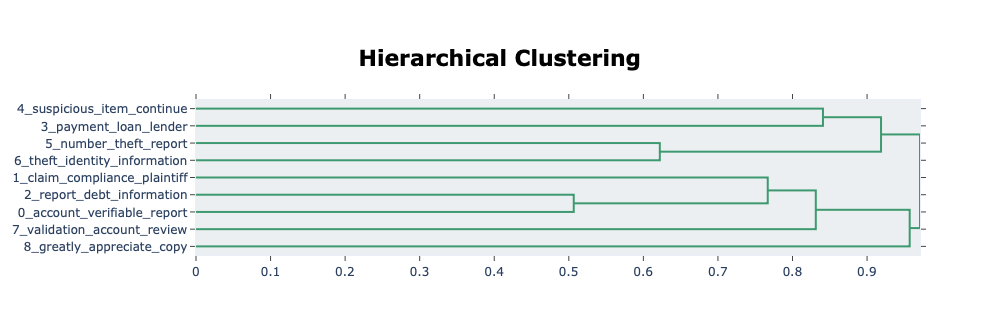 Hierarchical Clustering
4_suspicious_item_continue
3_payment_loan_lender
5_number_theft_report
6_theft_identity_information
1_claim_compliance_plaintiff
2_report_debt_information
0_account_verifiable_report
7_validation_account_review
8_greatly_appreciate_copy
0 0.1 0.2 0.3 0.4 0.5 0.6 0.7 0.8 0.9